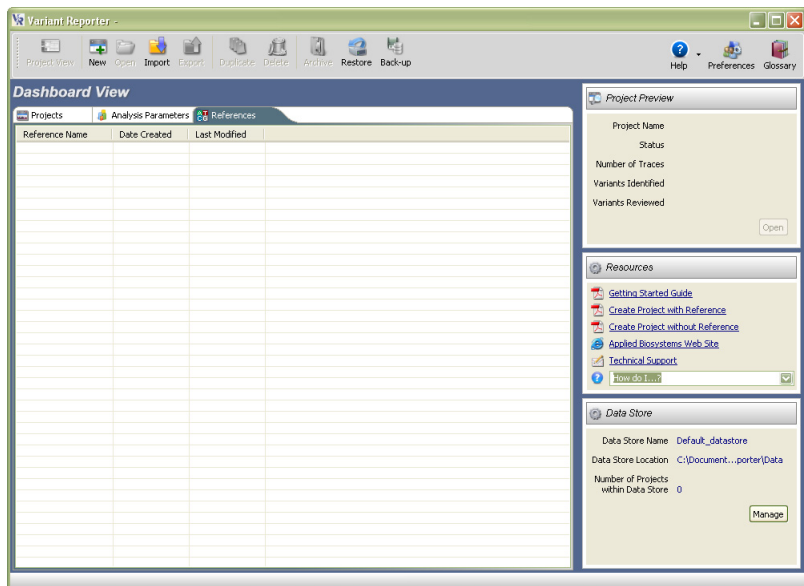 Variant Reporter -
Project View New Open Import Export Duplicate Delete Archive Restore Back-up Help Preferences Glossary
Dashboard View
Projects Analysis Parameters References
Reference Name Date Created Last Modified
Project Preview
Project Name
Status
Number of Traces
Variants Identified
Variants Reviewed
Open
Resources
Getting Started Guide
Create Project with Reference
Create Project without Reference
Applied Biosystems Web Site
Technical Support
How do I...?
Data Store
Data Store Name Default_datastore
Data Store Location C:\Document...porter\Data
Number of Projects
within Data Store 0
Manage